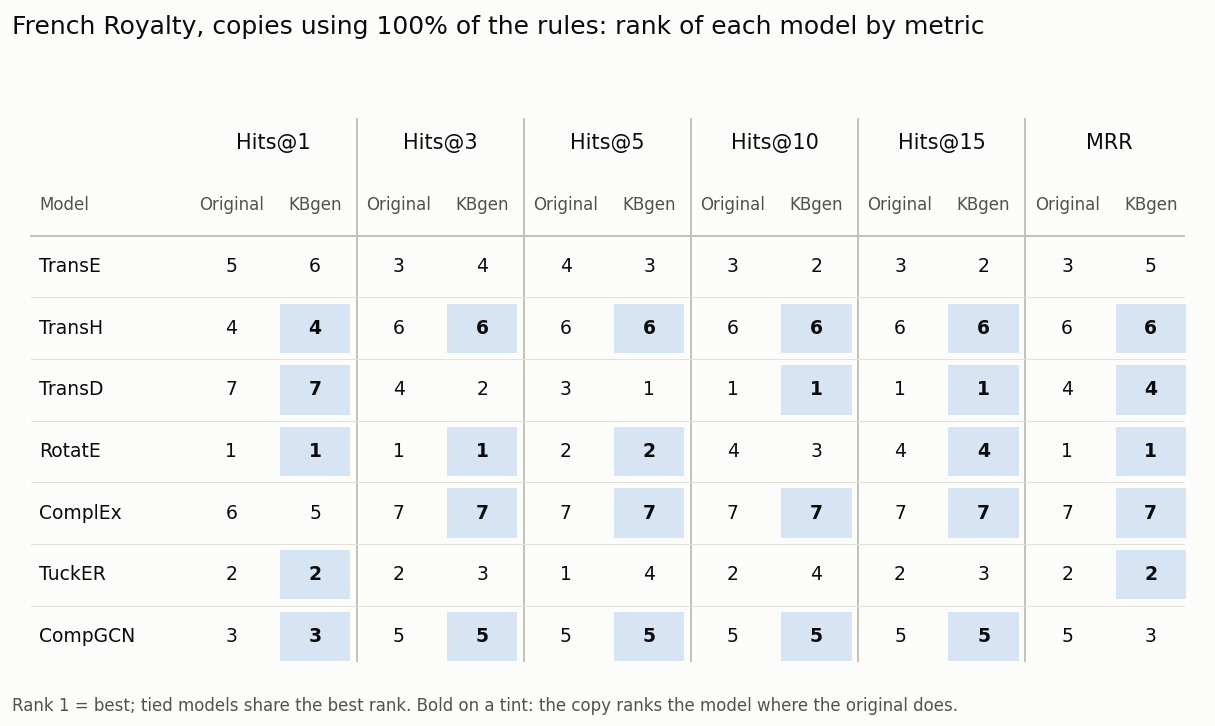 French Royalty, copies using 100% of the rules: rank of each model by metric
Hits@1 Hits@3 Hits@5 Hits@10 Hits@15 MRR
Model Original KBgen Original KBgen Original KBgen Original KBgen Original KBgen Original KBgen
TransE 5 6 3 4 4 3 3 2 3 2 3 5
TransH 4 4 6 6 6 6 6 6 6 6 6 6
TransD 7 7 4 2 3 1 1 1 1 1 4 4
RotatE 1 1 1 1 2 2 4 3 4 4 1 1
ComplEx 6 5 7 7 7 7 7 7 7 7 7 7
TuckER 2 2 2 3 1 4 2 4 2 3 2 2
CompGCN 3 3 5 5 5 5 5 5 5 5 5 3
Rank 1 = best; tied models share the best rank. Bold on a tint: the copy ranks the model where the original does.